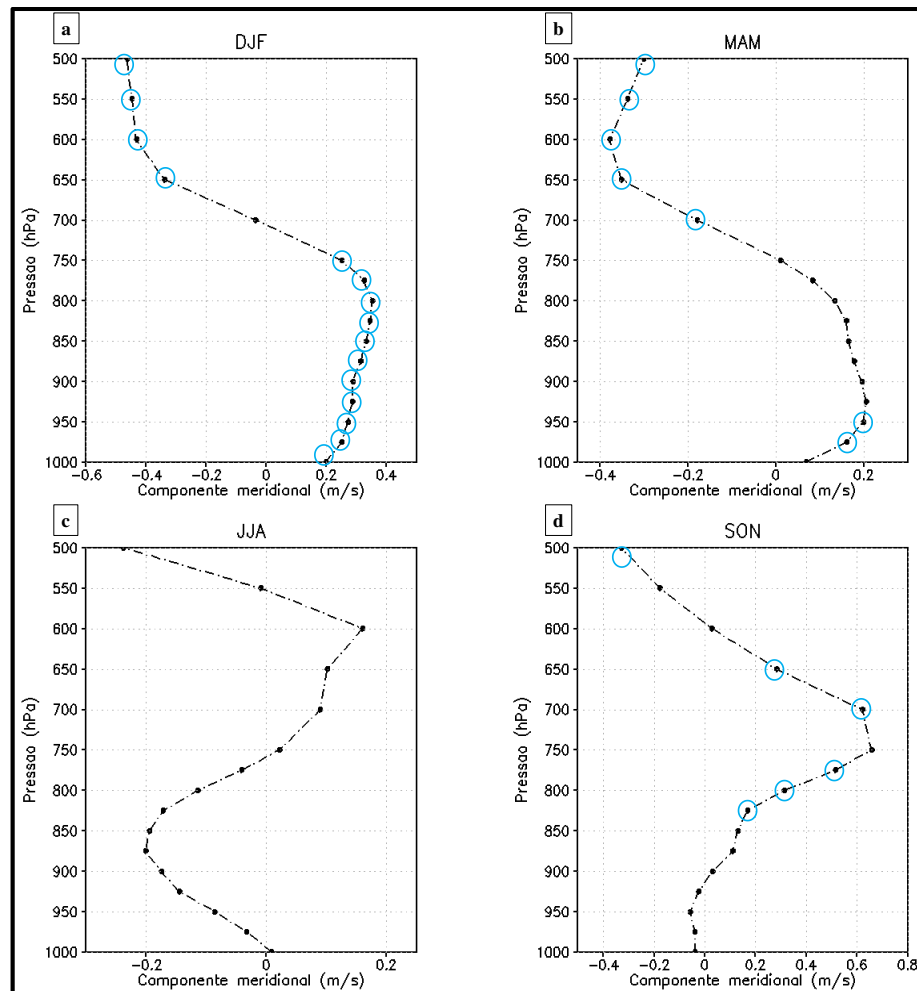 a
DJF
500
550
600
650
700
750
800
850
900
950
1000
Pressao (hPa)
−0.6 −0.4 −0.2 0 0.2 0.4
Componente meridional (m/s)
b
MAM
500
550
600
650
700
750
800
850
900
950
1000
Pressao (hPa)
−0.4 −0.2 0 0.2
Componente meridional (m/s)
c
JJA
500
550
600
650
700
750
800
850
900
950
1000
Pressao (hPa)
−0.2 0 0.2
Componente meridional (m/s)
d
SON
500
550
600
650
700
750
800
850
900
950
1000
Pressao (hPa)
−0.4 −0.2 0 0.2 0.4 0.6 0.8
Componente meridional (m/s)